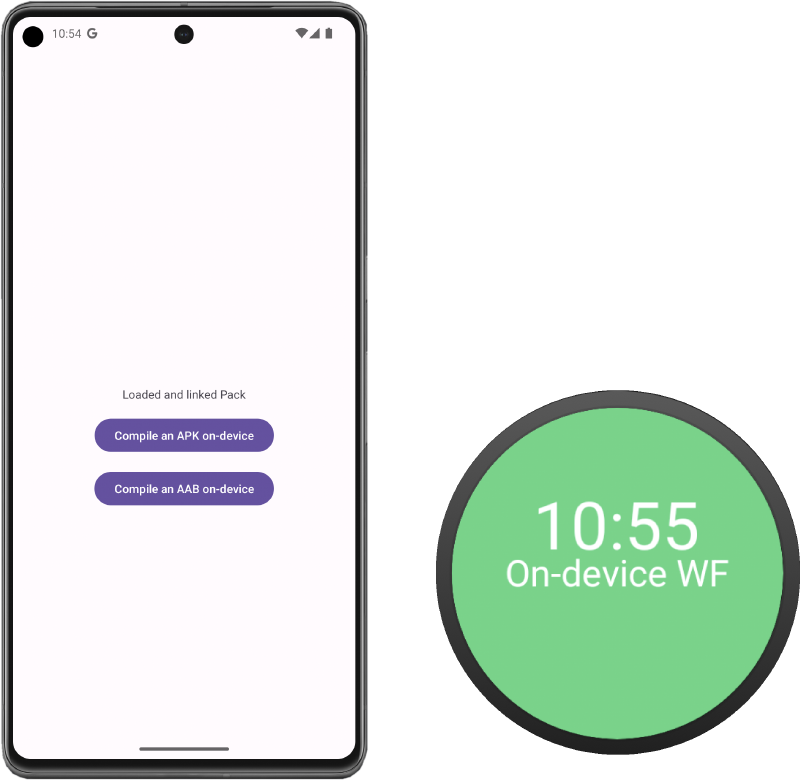 10:54 G
Loaded and linked Pack
Compile an APK on-device
Compile an AAB on-device
10:55
On-device WF